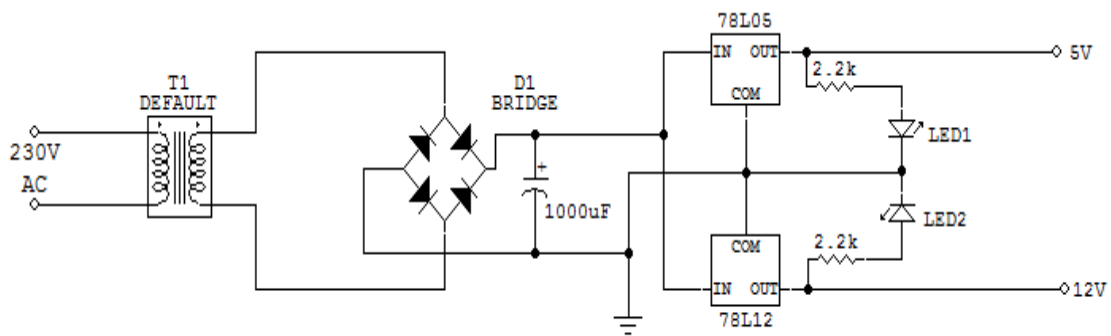 78L05
IN OUT
COM
5V
2.2k
T1
DEFAULT
D1
BRIDGE
LED1
230V
AC
+
1000uF
LED2
2.2k
COM
IN OUT
12V
78L12